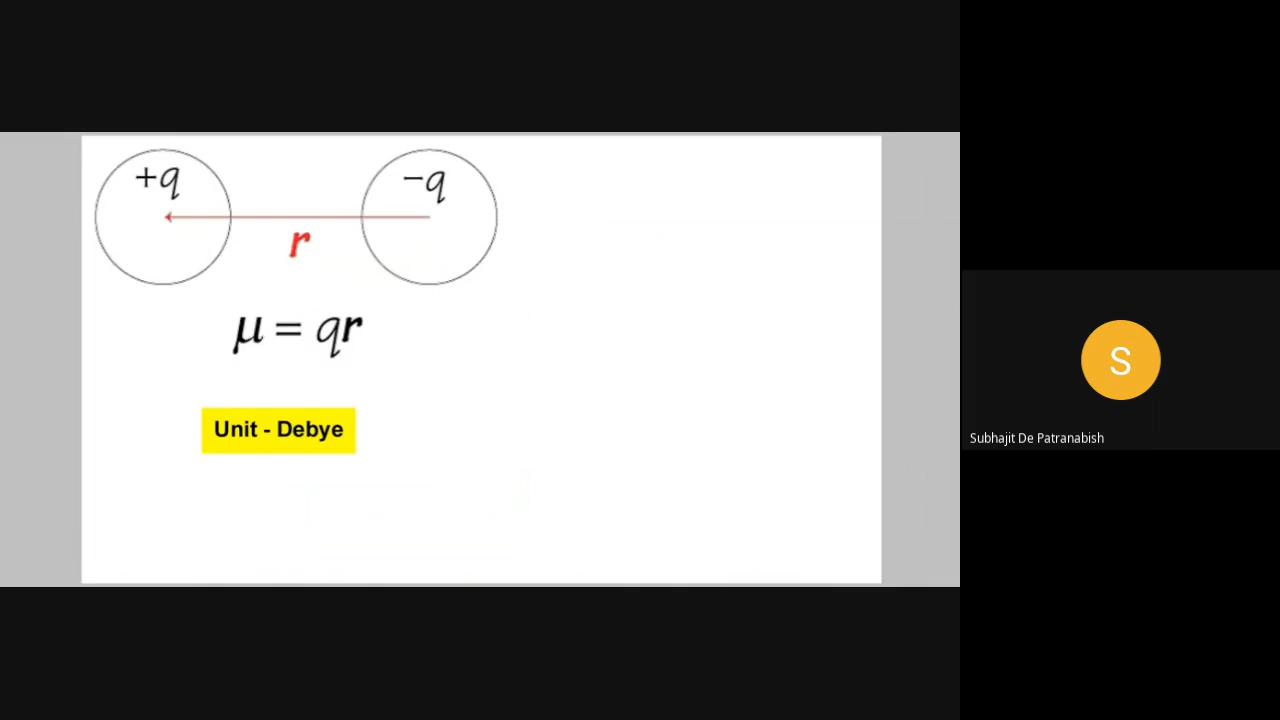 +q
−q
r
μ = qr
Unit - Debye
S
Subhajit De Patranabish